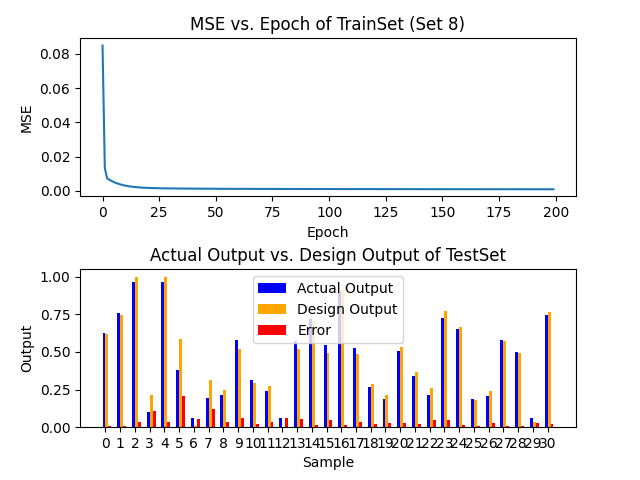 MSE vs. Epoch of TrainSet (Set 8)
0.08
0.06
0.04
0.02
0.00
MSE
0 25 50 75 100 125 150 175 200
Epoch
Actual Output vs. Design Output of TestSet
1.00
0.75
0.50
0.25
0.00
Output
Actual Output
Design Output
Error
0 1 2 3 4 5 6 7 8 9 10 11 12 13 14 15 16 17 18 19 20 21 22 23 24 25 26 27 28 29 30
Sample